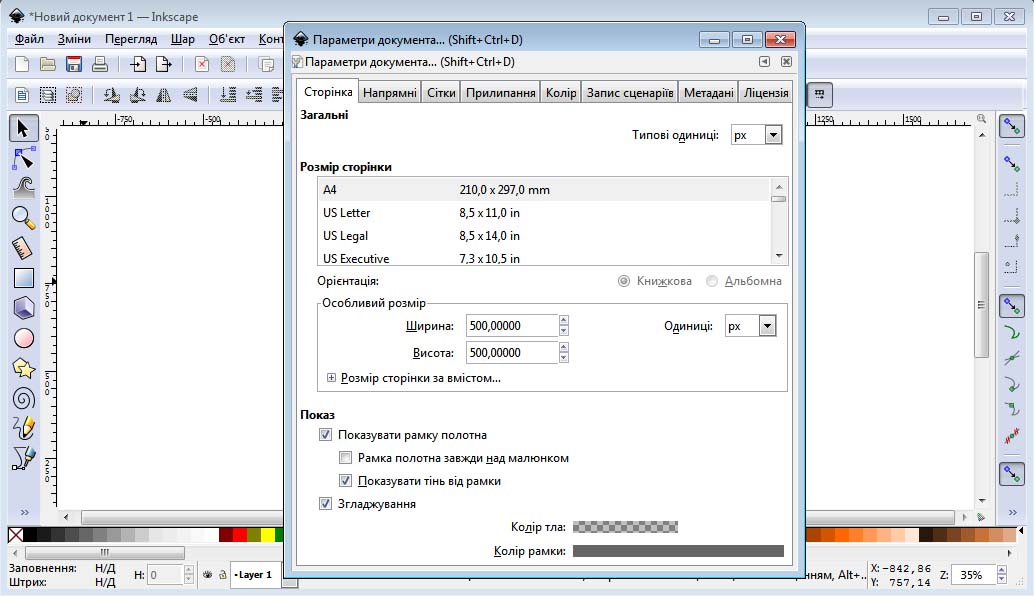 *Новий документ 1 — Inkscape
Файл Зміни Перегляд Шар Об'єкт Конт
Параметри документа... (Shift+Ctrl+D)
Параметри документа... (Shift+Ctrl+D)
Сторінка Напрямні Сітки Прилипання Колір Запис сценаріїв Метадані Ліцензія
-750 -500 1250 1500
Загальні
Типові одиниці: px
Розмір сторінки
A4 210,0 x 297,0 mm
US Letter 8,5 x 11,0 in
US Legal 8,5 x 14,0 in
US Executive 7,3 x 10,5 in
Орієнтація: Книжкова Альбомна
Особливий розмір
Ширина: 500,00000 Одиниці: px
Висота: 500,00000
Розмір сторінки за вмістом...
Показ
Показувати рамку полотна
Рамка полотна завжди над малюнком
Показувати тінь від рамки
Згладжування
Колір тла:
Колір рамки:
1000
750
500
250
Заповнення: Н/Д
Штрих: Н/Д
Н: 0
•Layer 1
нням, Alt+..
X: -842,86
Y: 757,14
Z: 35%